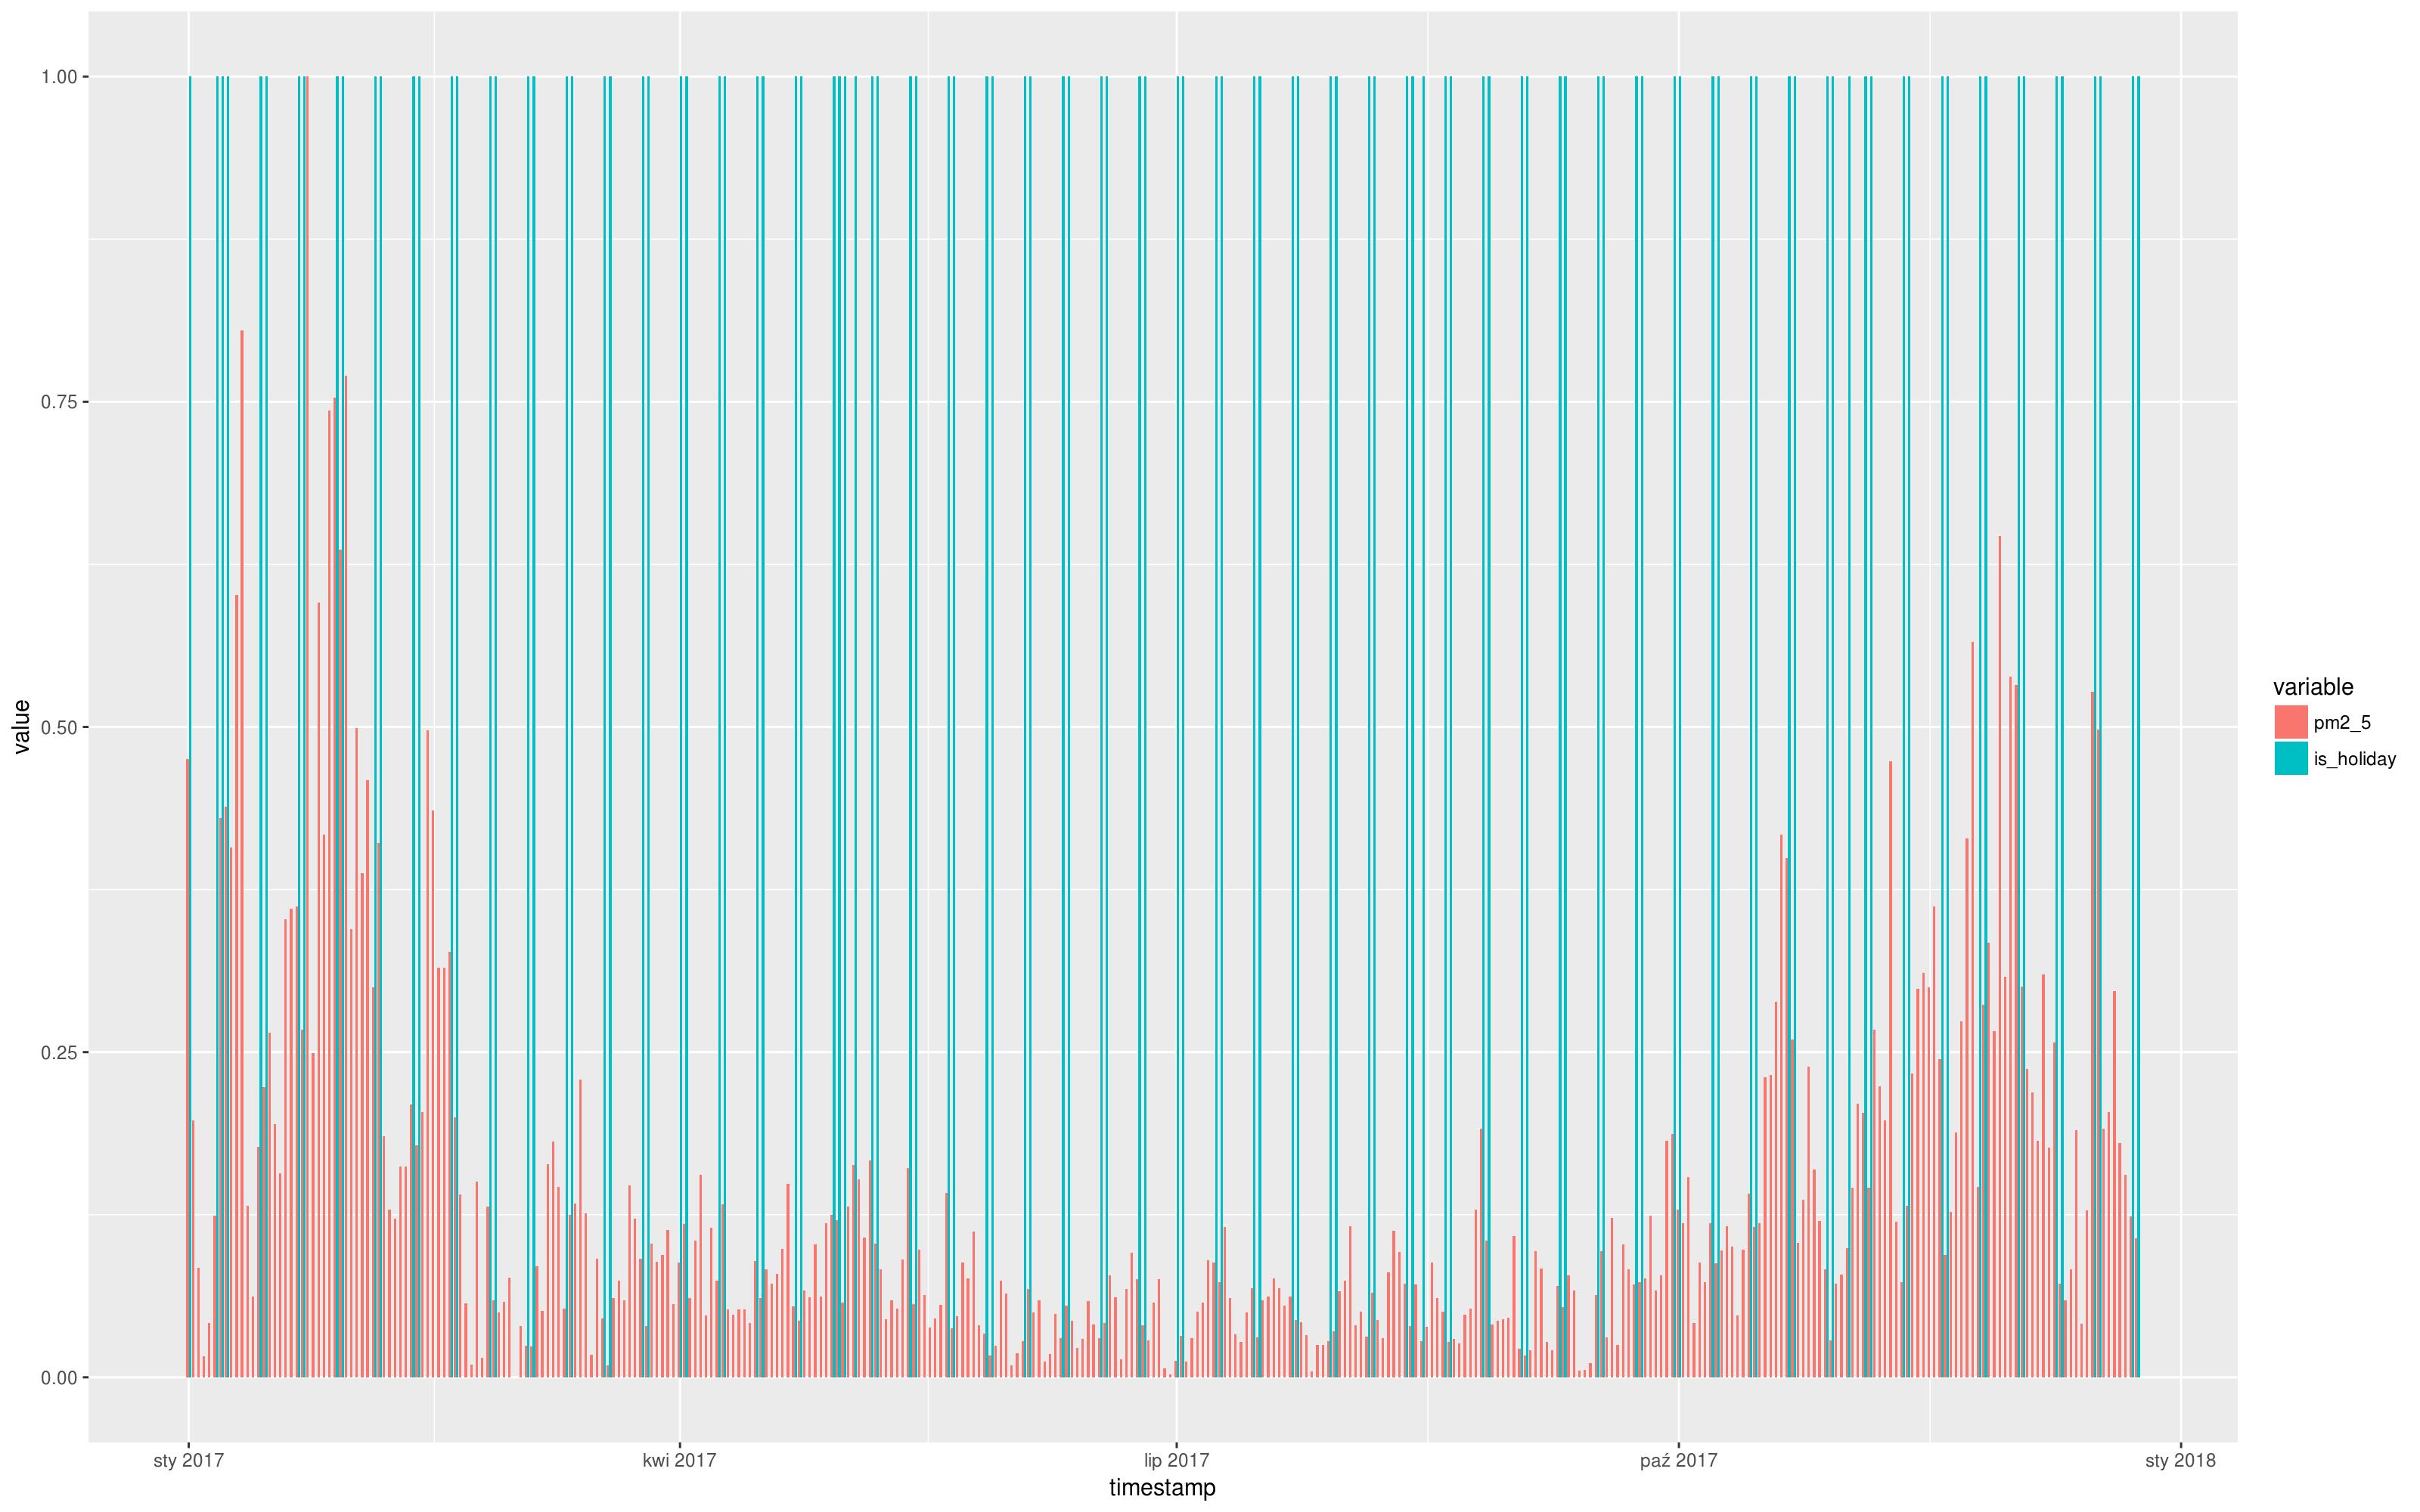 1.00
0.75
0.50
0.25
0.00
value
sty 2017
kwi 2017
lip 2017
paź 2017
sty 2018
timestamp
variable
pm2_5
is_holiday